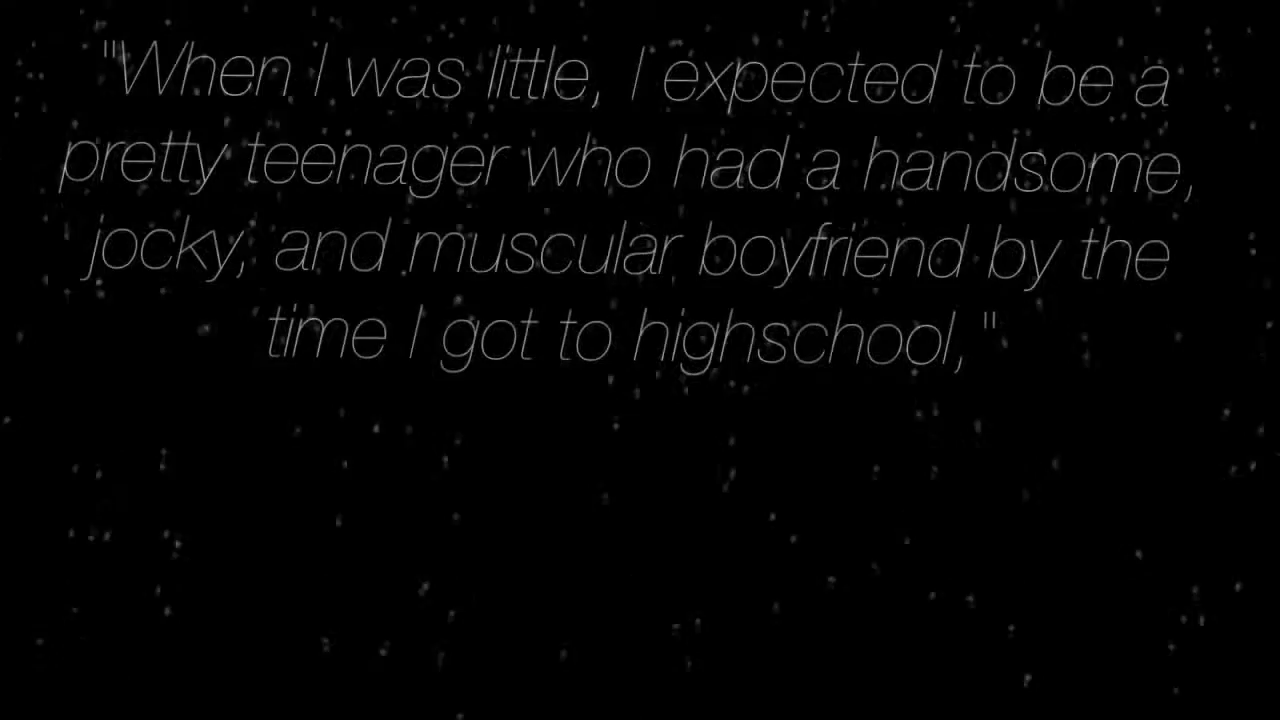 "When I was little, I expected to be a
pretty teenager who had a handsome,
jocky, and muscular boyfriend by the
time I got to highschool,"